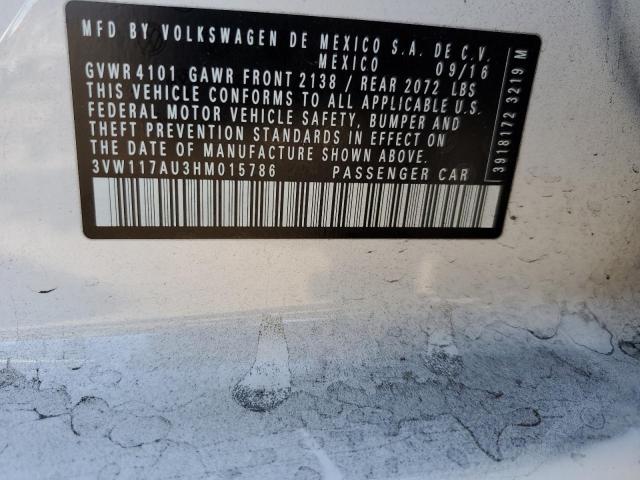 MFD BY VOLKSWAGEN DE MEXICO S.A. DE C.V.
MEXICO 09/16
GVWR 4101 GAWR FRONT 2138 / REAR 2072 LBS
THIS VEHICLE CONFORMS TO ALL APPLICABLE U.S.
FEDERAL MOTOR VEHICLE SAFETY, BUMPER AND
THEFT PREVENTION STANDARDS IN EFFECT ON
THE DATE OF MANUFACTURE SHOWN ABOVE.
3VW117AU3HM015786 PASSENGER CAR
3918172 3219 M